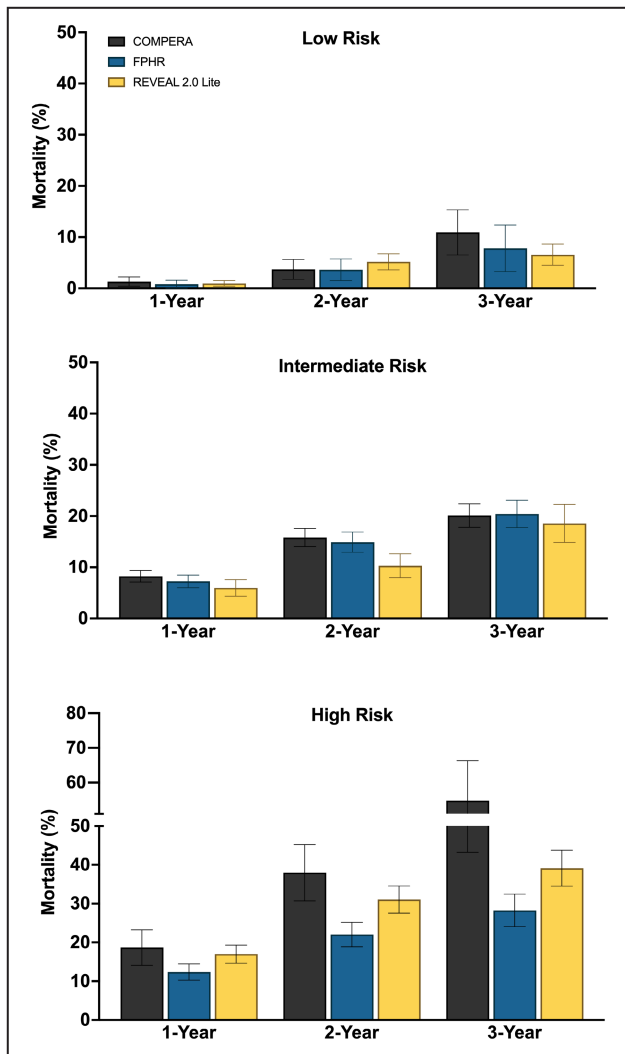 Low Risk
COMPERA
FPHR
REVEAL 2.0 Lite
Mortality (%)
50
40
30
20
10
0
1-Year 2-Year 3-Year
Intermediate Risk
Mortality (%)
50
40
30
20
10
0
1-Year 2-Year 3-Year
High Risk
Mortality (%)
80
70
60
50
40
30
20
10
0
1-Year 2-Year 3-Year